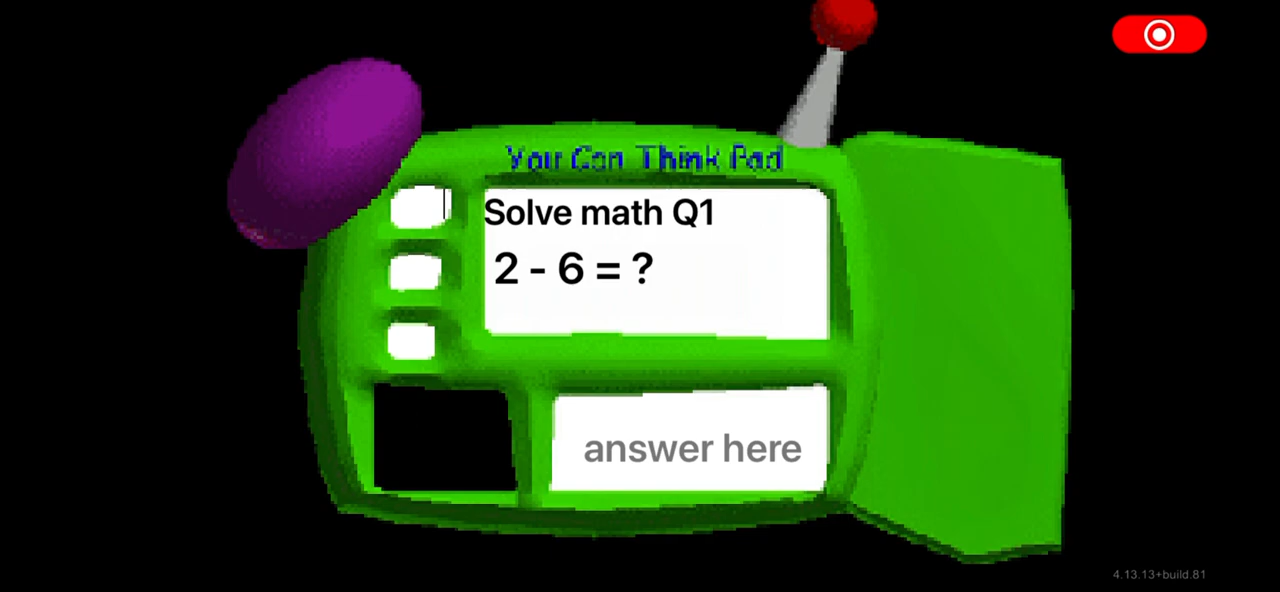 You Can Think Pad
Solve math Q1
2 - 6 = ?
answer here
4.13.13+build.81